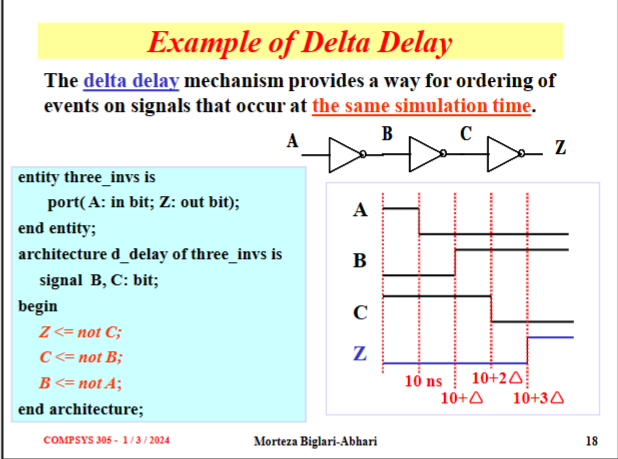 Example of Delta Delay
The delta delay mechanism provides a way for ordering of
events on signals that occur at the same simulation time.
A
B
C
Z
entity three_invs is
port( A: in bit; Z: out bit);
end entity;
architecture d_delay of three_invs is
signal B, C: bit;
begin
Z <= not C;
C <= not B;
B <= not A;
end architecture;
A
B
C
Z
10 ns
10+2△
10+△
10+3△
COMPSYS 305 - 1 / 3 / 2024
Morteza Biglari-Abhari
18